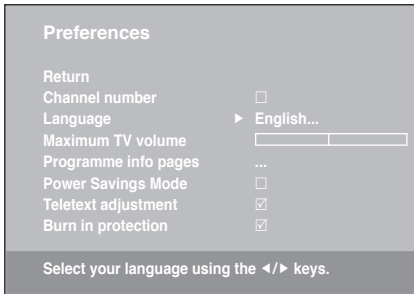 Preferences
Return
Channel number ☐
Language ▶ English...
Maximum TV volume
Programme info pages ...
Power Savings Mode ☐
Teletext adjustment ☑
Burn in protection ☑
Select your language using the ◀/▶ keys.